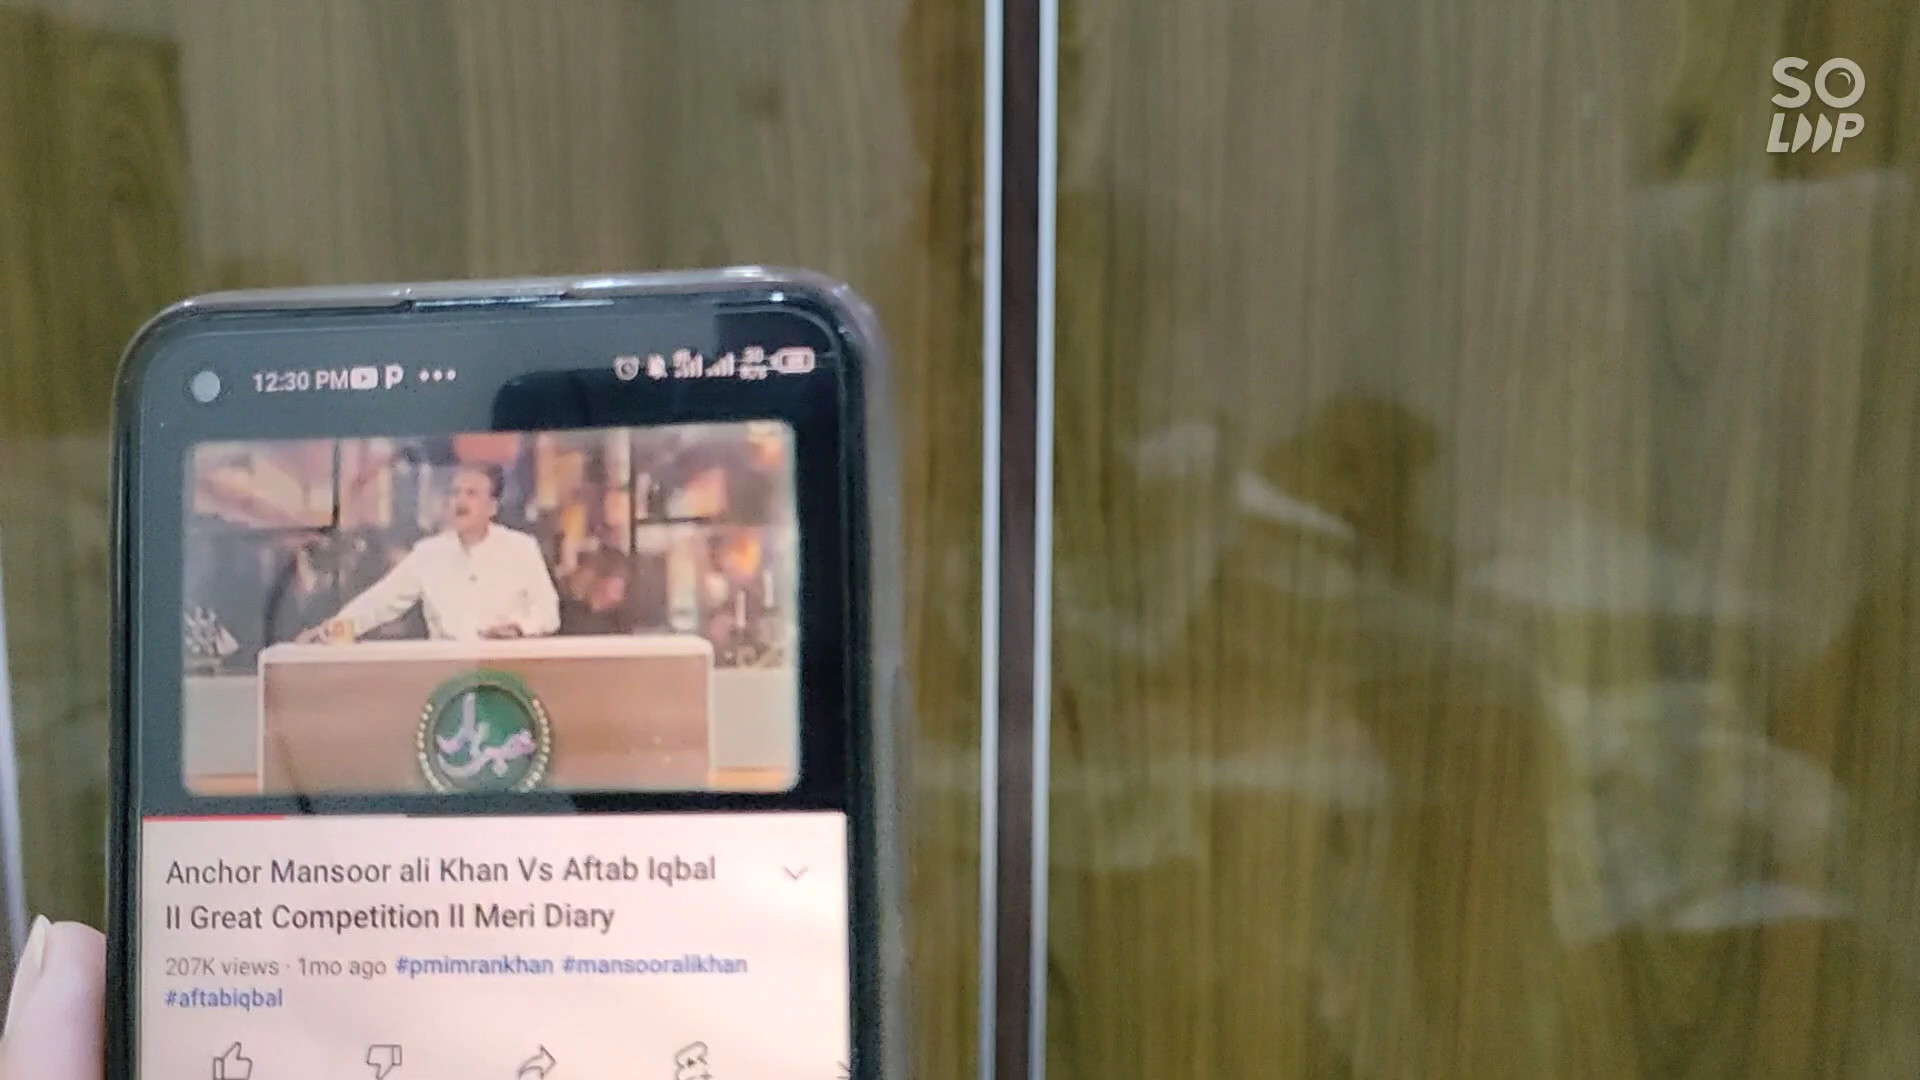 SO
LOOP
12:30 PM
Anchor Mansoor ali Khan Vs Aftab Iqbal
II Great Competition II Meri Diary
207K views · 1mo ago #pmimrankhan #mansooralikhan
#aftabiqbal